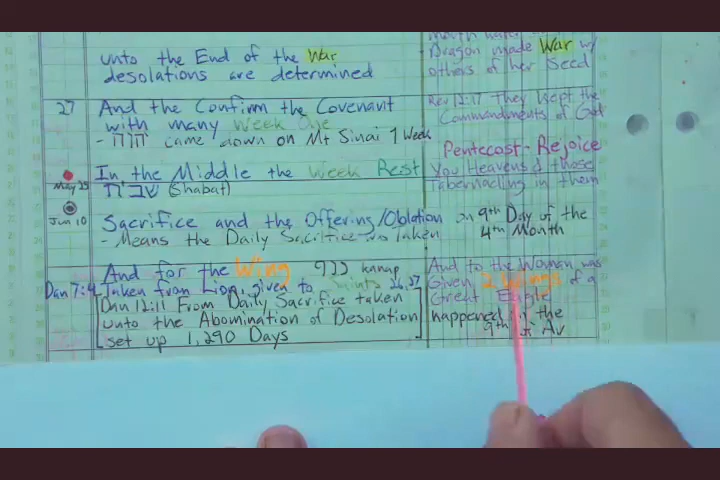 unto the End of the War
desolations are determined
27 And the Confirm the Covenant
with many Week One
- came down on Mt Sinai 1 Week
In the Middle the Week Rest
May 25
(Shabat)
Jun 10
Sacrifice and the Offering/Oblation
- Means the Daily Sacrifice was taken
And for the Wing כנף kanap
Dan 7:4 Taken from Lion, given to Saints 26,27
Dan 12:11 From Daily Sacrifice taken
unto the Abomination of Desolation
set up 1,290 Days
Dragon made War w/
others of her Seed
Rev 12:17 They kept the
Commandments of God
Pentecost - Rejoice
You Heavens & those
Tabernacling in them
on 9th Day of the
4th Month
And to the Woman was
Given 2 Wings of a
Great Eagle
happened on the
9th of Av